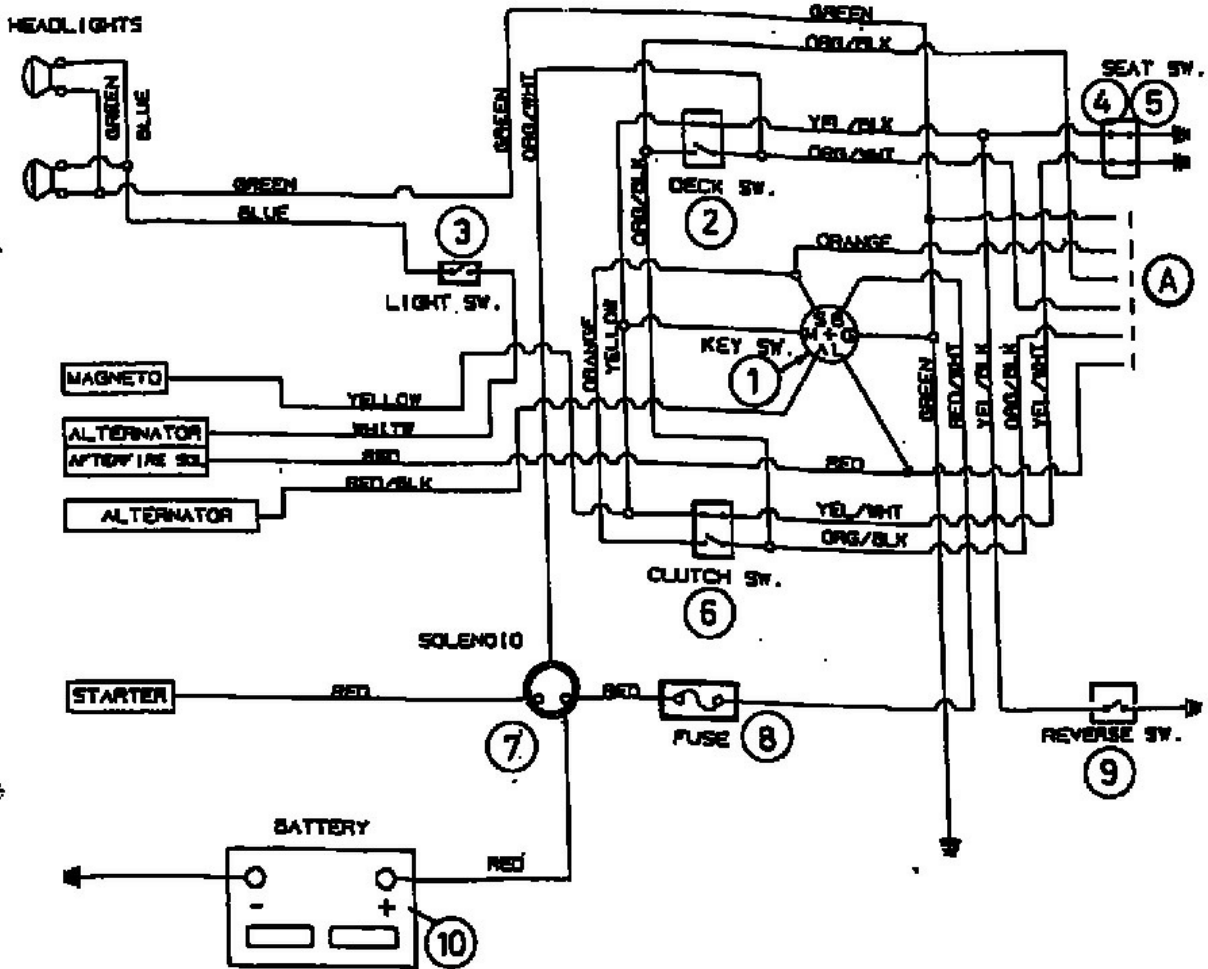 HEADLIGHTS
GREEN
BLUE
GREEN
BLUE
3
LIGHT SW.
GREEN
ORG/WHT
GREEN
ORG/BLK
SEAT SW.
4
5
YEL/BLK
ORG/WHT
ORG/BLK
DECK SW.
2
ORANGE
A
ORANGE
YELLOW
S
B
M
+
G
A
L
KEY SW.
1
GREEN
RED/WHT
YEL/BLK
ORG/BLK
YEL/WHT
MAGNETO
YELLOW
ALTERNATOR
WHITW
AFTERFIRE SOL
RED
RED
ALTERNATOR
RED/BLK
YEL/WHT
ORG/BLK
CLUTCH SW.
6
SOLENOID
STARTER
RED
7
RED
FUSE
8
REVERSE SW.
9
BATTERY
-
+
RED
10